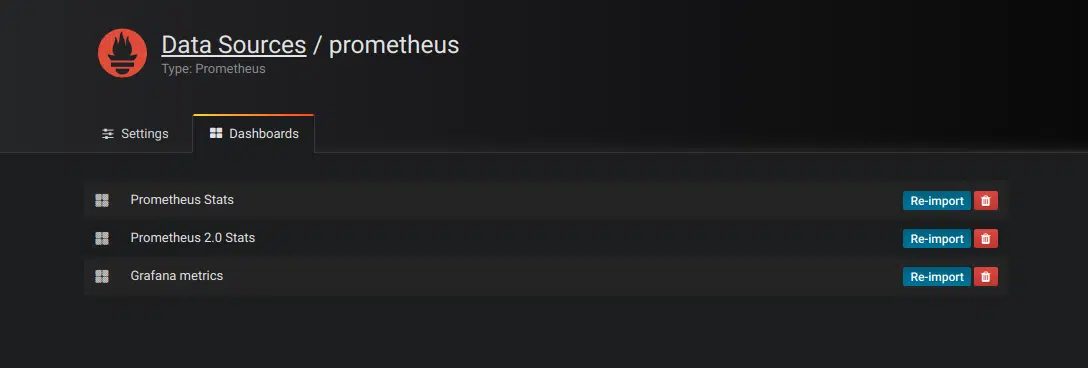 Data Sources / prometheus
Type: Prometheus
Settings Dashboards
Prometheus Stats Re-import
Prometheus 2.0 Stats Re-import
Grafana metrics Re-import